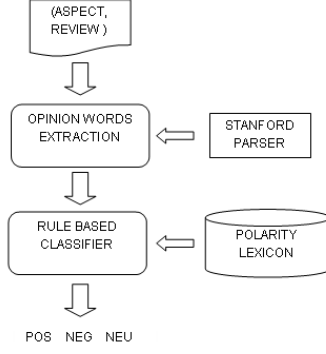 (ASPECT,
REVIEW )
OPINION WORDS
EXTRACTION
STANFORD
PARSER
RULE BASED
CLASSIFIER
POLARITY
LEXICON
POS NEG NEU